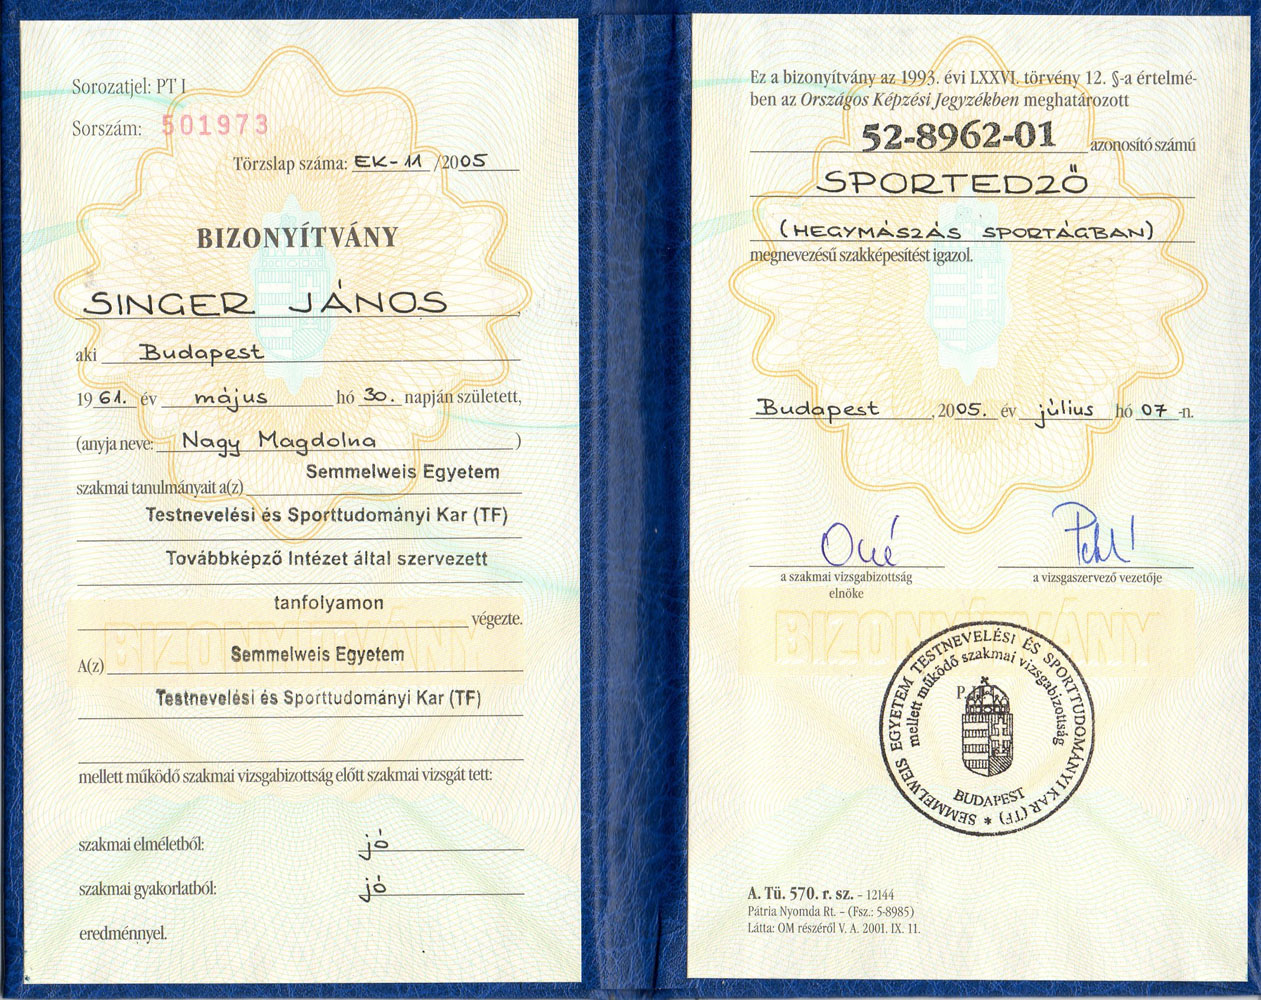 Sorozatjel: PT I
Sorszám: 501973
Törzslap száma: EK-11 /2005
BIZONYÍTVÁNY
SINGER JÁNOS,
aki Budapest
1961. év május hó 30. napján született,
(anyja neve: Nagy Magdolna )
Semmelweis Egyetem
szakmai tanulmányait a(z)
Testnevelési és Sporttudományi Kar (TF)
Továbbképző Intézet által szervezett
tanfolyamon
végezte.
BIZONYÍTVÁNY
Semmelweis Egyetem
A(z)
Testnevelési és Sporttudományi Kar (TF)
mellett működő szakmai vizsgabizottság előtt szakmai vizsgát tett:
szakmai elméletből: jó
szakmai gyakorlatból: jó
eredménnyel.
Ez a bizonyítvány az 1993. évi LXXVI. törvény 12. §-a értelmé-
ben az Országos Képzési Jegyzékben meghatározott
52-8962-01 azonosító számú
SPORTEDZŐ
(HEGYMÁSZÁS SPORTÁGBAN)
megnevezésű szakképesítést igazol.
Budapest, 2005. év július hó 07 -n.
a szakmai vizsgabizottság
elnöke
a vizsgaszervező vezetője
BIZONYÍTVÁNY
SEMMELWEIS EGYETEM TESTNEVELÉSI ÉS SPORTTUDOMÁNYI KAR (TF) *
mellett működő szakmai vizsgabizottság
P. H.
BUDAPEST
A. Tü. 570. r. sz. - 12144
Pátria Nyomda Rt. - (Fsz.: 5-8985)
Látta: OM részéről V. A. 2001. IX. 11.